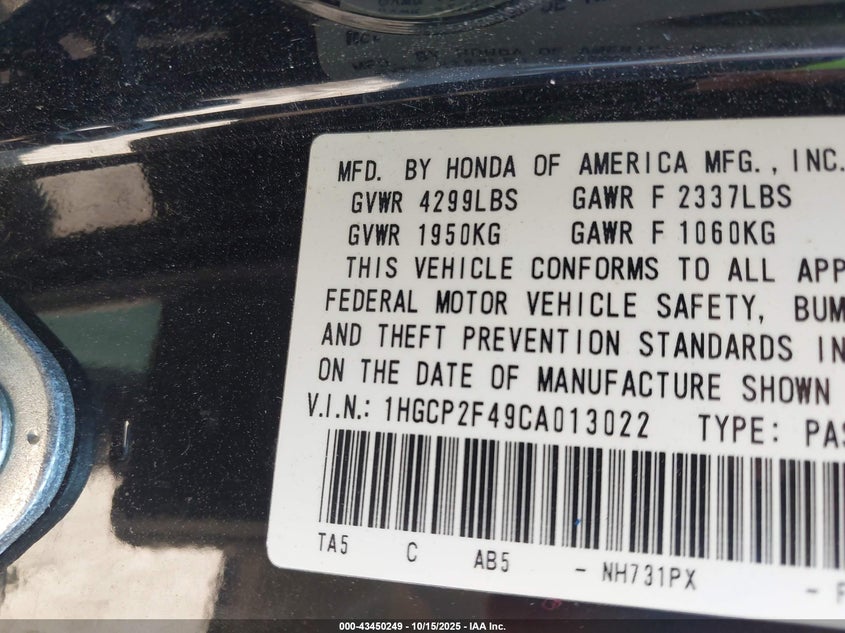 MFD. BY HONDA OF AMERICA MFG., INC.
GVWR 4299LBS GAWR F 2337LBS
GVWR 1950KG GAWR F 1060KG
THIS VEHICLE CONFORMS TO ALL APP
FEDERAL MOTOR VEHICLE SAFETY, BUM
AND THEFT PREVENTION STANDARDS IN
ON THE DATE OF MANUFACTURE SHOWN
V.I.N.: 1HGCP2F49CA013022 TYPE: PAS
TA5 C AB5 - NH731PX -
000-43450249 - 10/15/2025 - IAA Inc.